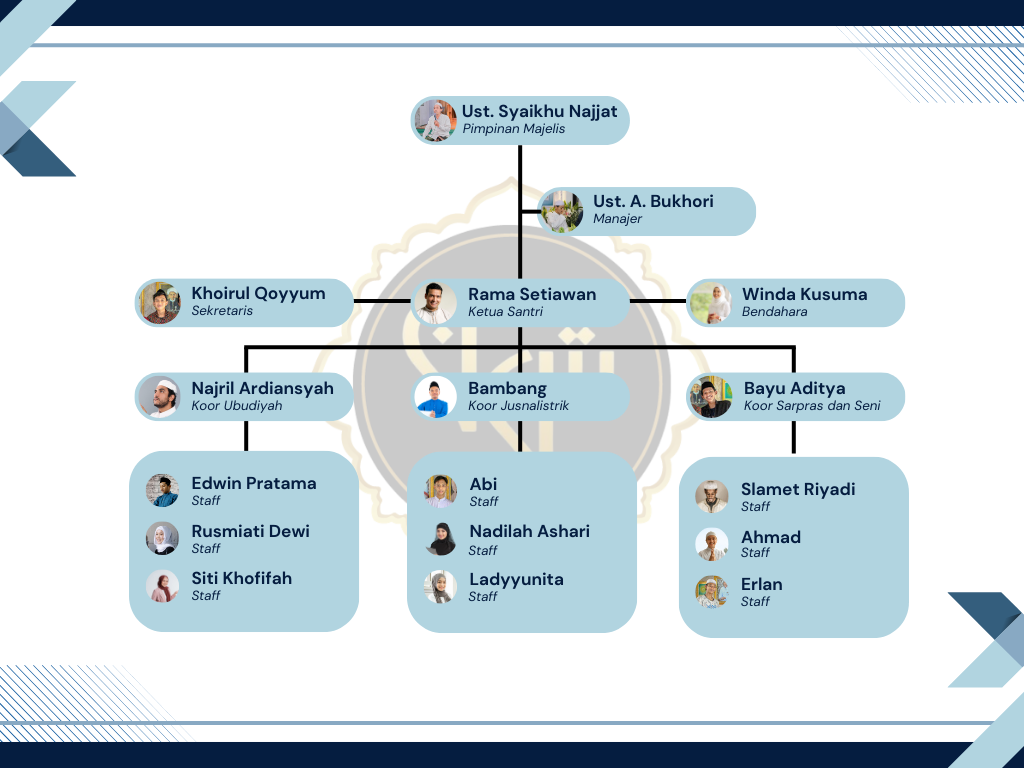 Ust. Syaikhu Najjat
Pimpinan Majelis
Ust. A. Bukhori
Manajer
Khoirul Qoyyum
Sekretaris
Rama Setiawan
Ketua Santri
Winda Kusuma
Bendahara
Najril Ardiansyah
Koor Ubudiyah
Bambang
Koor Jusnalistrik
Bayu Aditya
Koor Sarpras dan Seni
Edwin Pratama
Staff
Rusmiati Dewi
Staff
Siti Khofifah
Staff
Abi
Staff
Nadilah Ashari
Staff
Ladyyunita
Staff
Slamet Riyadi
Staff
Ahmad
Staff
Erlan
Staff